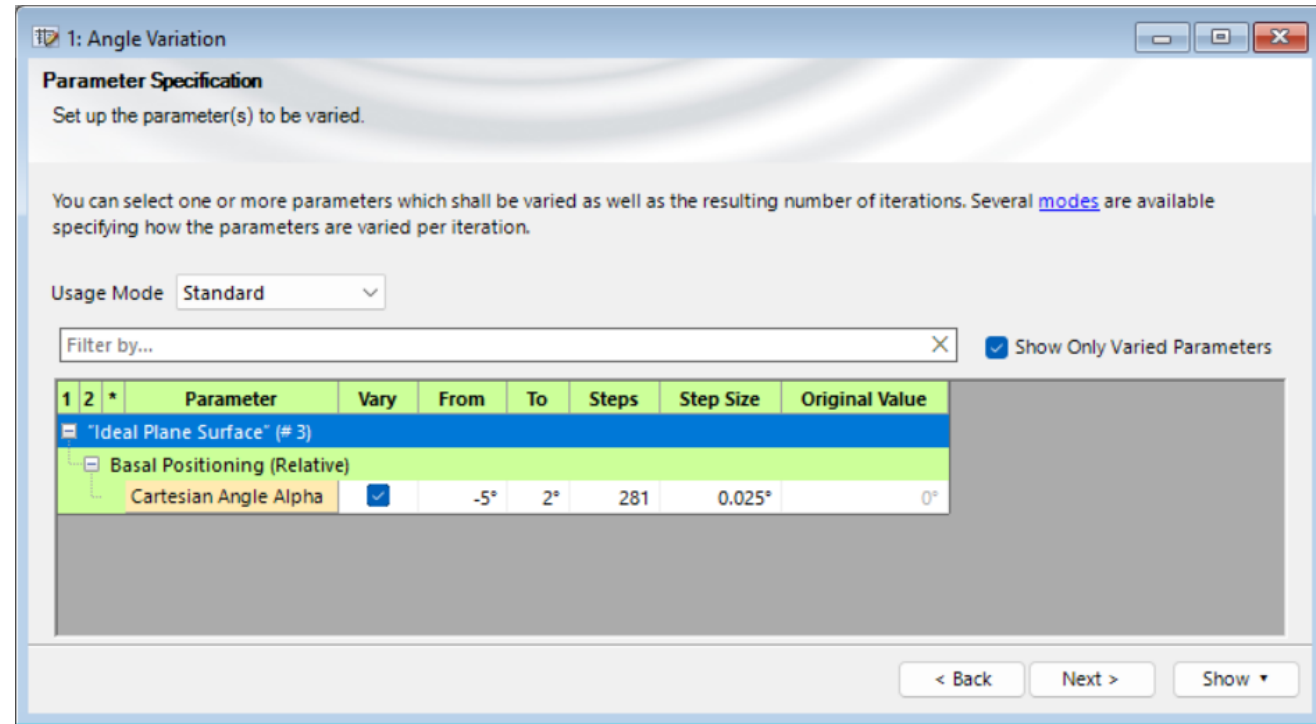 1: Angle Variation
Parameter Specification
Set up the parameter(s) to be varied.
You can select one or more parameters which shall be varied as well as the resulting number of iterations. Several modes are available
specifying how the parameters are varied per iteration.
Usage Mode Standard
Filter by... Show Only Varied Parameters
1 2 * Parameter Vary From To Steps Step Size Original Value
"Ideal Plane Surface" (# 3)
Basal Positioning (Relative)
Cartesian Angle Alpha -5° 2° 281 0.025° 0°
< Back Next > Show